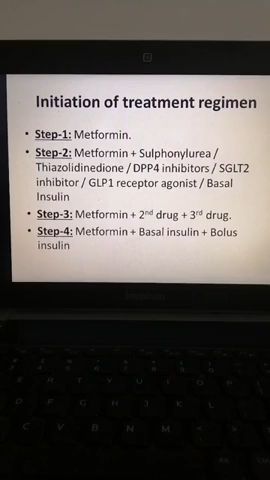 Initiation of treatment regimen
• Step-1: Metformin.
• Step-2: Metformin + Sulphonylurea /
Thiazolidinedione / DPP4 inhibitors / SGLT2
inhibitor / GLP1 receptor agonist / Basal
Insulin
• Step-3: Metformin + 2nd drug + 3rd drug.
• Step-4: Metformin + Basal insulin + Bolus
insulin
E R T Y U I O P
D F G H J K L
C V B N M < >